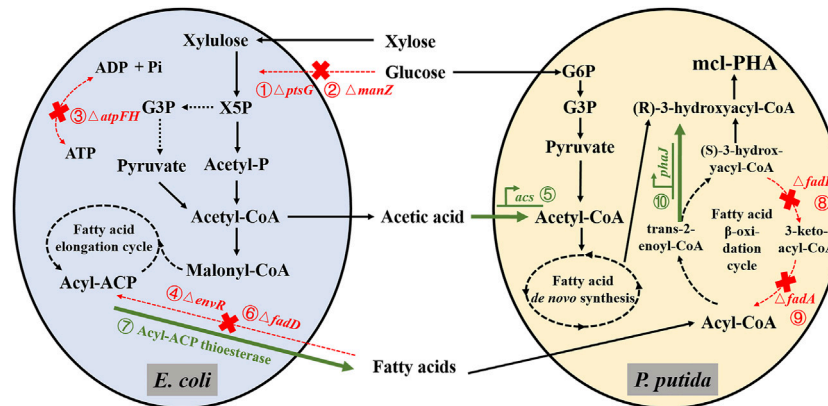 Xylulose
Xylose
ADP + Pi
① △ptsG
② △manZ
Glucose
③ △atpFH
G3P
X5P
ATP
Pyruvate
Acetyl-P
Acetyl-CoA
Acetic acid
Fatty acid
elongation cycle
Malonyl-CoA
Acyl-ACP
④ △envR
⑥ △fadD
⑦ Acyl-ACP thioesterase
Fatty acids
E. coli
G6P
G3P
Pyruvate
acs ⑤
Acetyl-CoA
Fatty acid
de novo synthesis
mcl-PHA
(R)-3-hydroxyacyl-CoA
phaJ
⑩
(S)-3-hydrox-
yacyl-CoA
⑧
trans-2-
enoyl-CoA
Fatty acid
β-oxi-
dation
cycle
3-keto-
acyl-CoA
△fadA
⑨
Acyl-CoA
P. putida